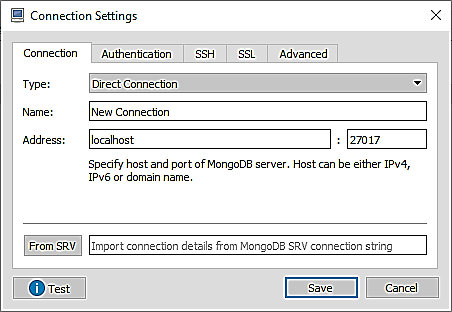 Connection Settings
Connection Authentication SSH SSL Advanced
Type: Direct Connection
Name: New Connection
Address: localhost : 27017
Specify host and port of MongoDB server. Host can be either IPv4,
IPv6 or domain name.
From SRV Import connection details from MongoDB SRV connection string
Test Save Cancel